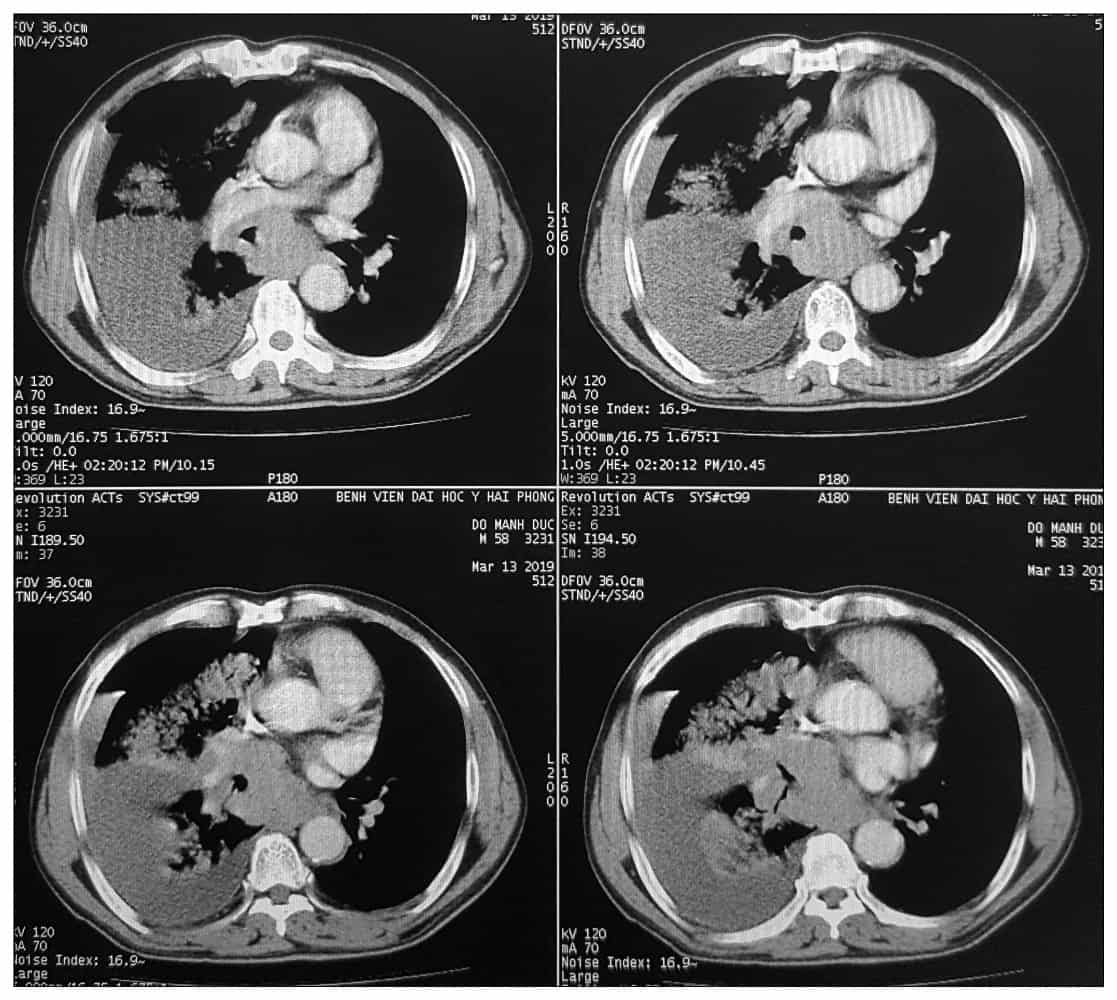 FOV 36.0cm
TND/+/SS40
Mar 13 2019
512
DFOV 36.0cm
STND/+/SS40
5
L
2
0
0
R
1
6
0
V 120
A 70
oise Index: 16.9~
arge
.000mm/16.75 1.675:1
ilt: 0.0
.0s /HE+ 02:20:12 PM/10.15
:369 L:23
P180
kV 120
mA 70
Noise Index: 16.9~
Large
5.000mm/16.75 1.675:1
Tilt: 0.0
1.0s /HE+ 02:20:12 PM/10.45
W:369 L:23
P180
evolution ACTs SYS#ct99
A180
BENH VIEN DAI HOC Y HAI PHONG
x: 3231
e: 6
N I189.50
m: 37
DO MANH DUC
M 58 3231
Mar 13 2019
512
FOV 36.0cm
TND/+/SS40
Revolution ACTs SYS#ct99
A180
BENH VIEN DAI HOC Y HAI PHON
Ex: 3231
Se: 6
SN I194.50
Im: 38
DO MANH DU
M 58 323
Mar 13 201
51
DFOV 36.0cm
STND/+/SS40
L
2
0
0
R
1
6
0
V 120
A 70
oise Index: 16.9~
arge
kV 120
mA 70
Noise Index: 16.9~
Large